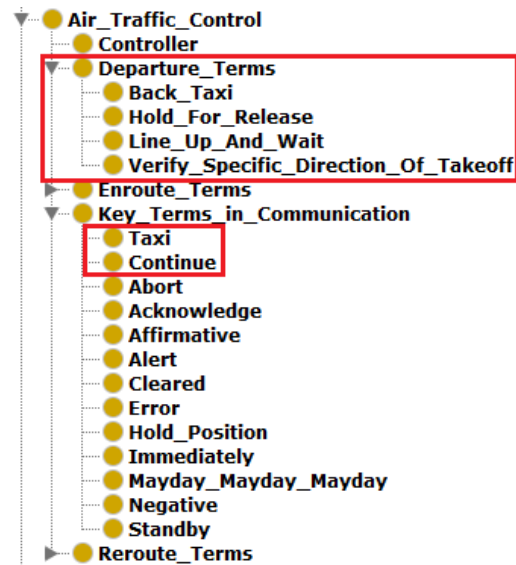 Air_Traffic_Control
Controller
Departure_Terms
Back_Taxi
Hold_For_Release
Line_Up_And_Wait
Verify_Specific_Direction_Of_Takeoff
Enroute_Terms
Key_Terms_in_Communication
Taxi
Continue
Abort
Acknowledge
Affirmative
Alert
Cleared
Error
Hold_Position
Immediately
Mayday_Mayday_Mayday
Negative
Standby
Reroute_Terms